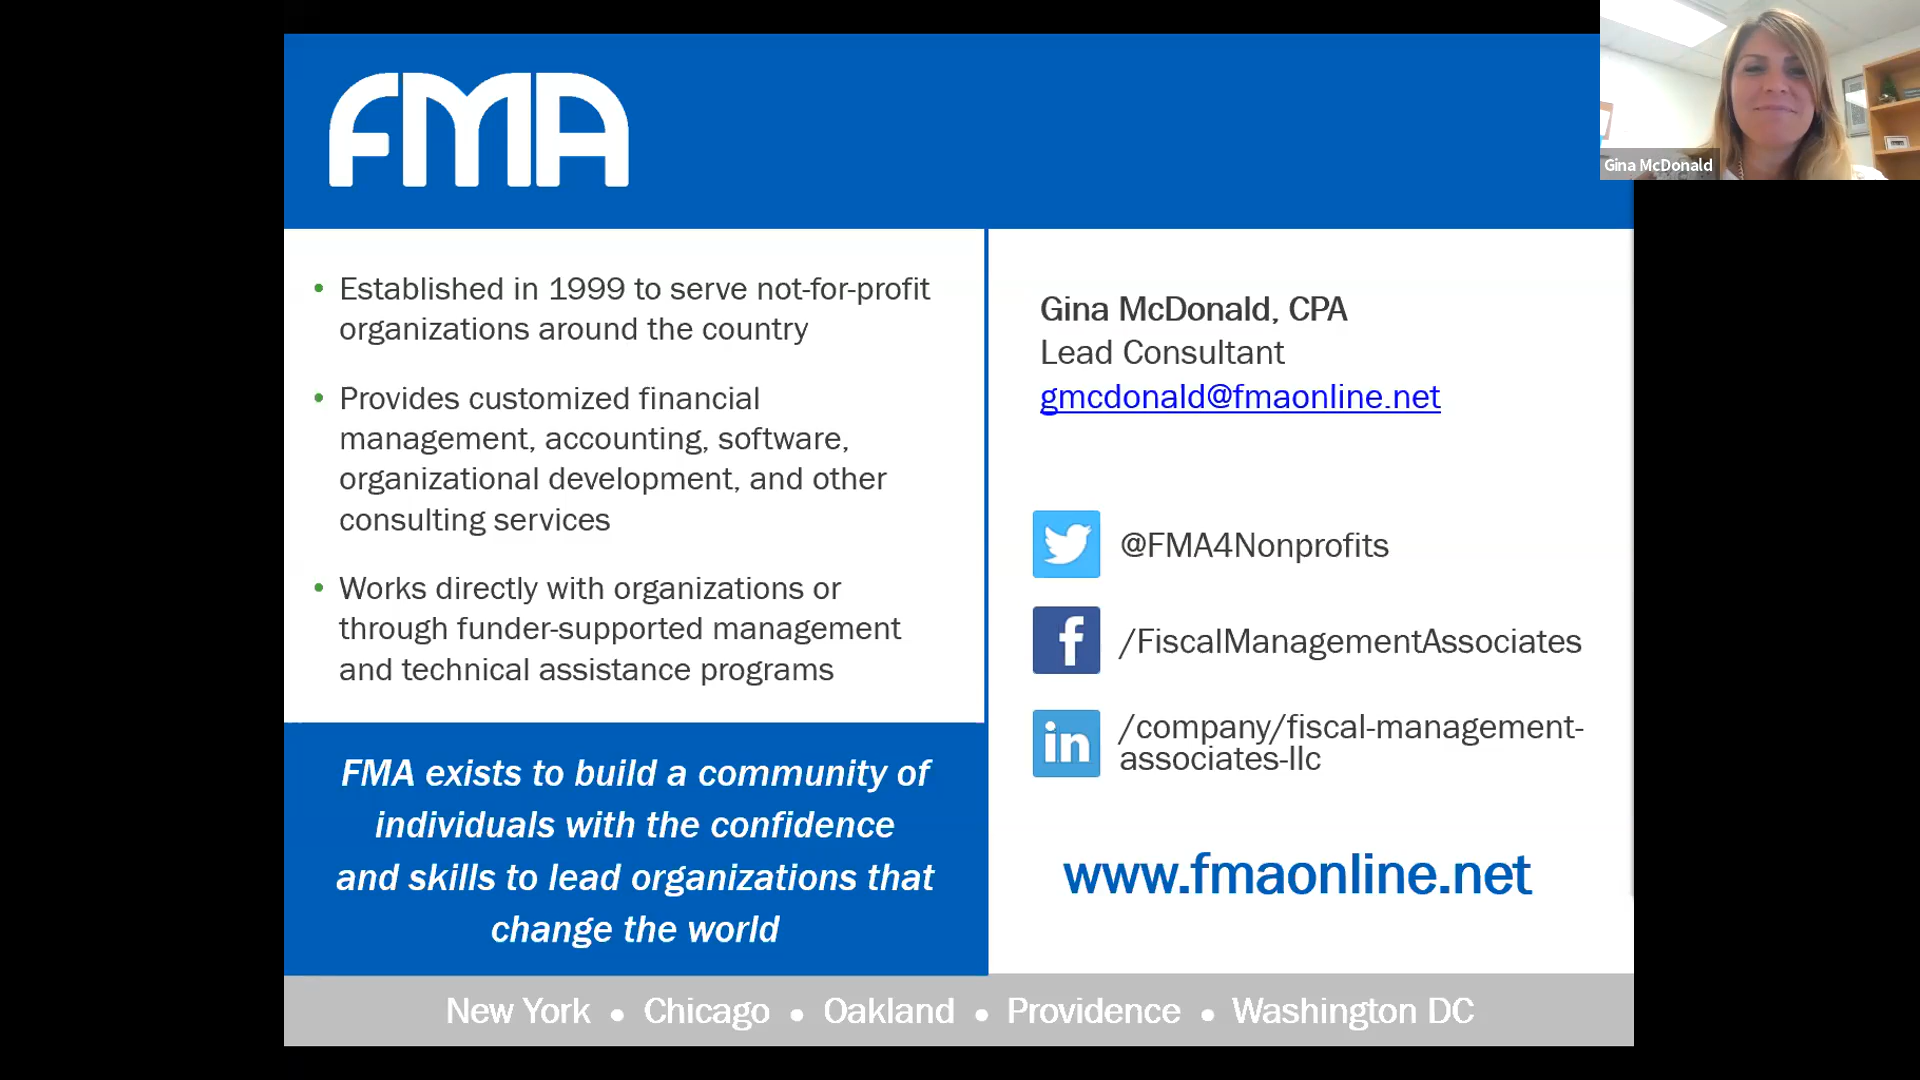 FMA
Gina McDonald
• Established in 1999 to serve not-for-profit
organizations around the country
• Provides customized financial
management, accounting, software,
organizational development, and other
consulting services
• Works directly with organizations or
through funder-supported management
and technical assistance programs
FMA exists to build a community of
individuals with the confidence
and skills to lead organizations that
change the world
Gina McDonald, CPA
Lead Consultant
gmcdonald@fmaonline.net
@FMA4Nonprofits
f
/FiscalManagementAssociates
in
/company/fiscal-management-
associates-llc
www.fmaonline.net
New York • Chicago • Oakland • Providence • Washington DC